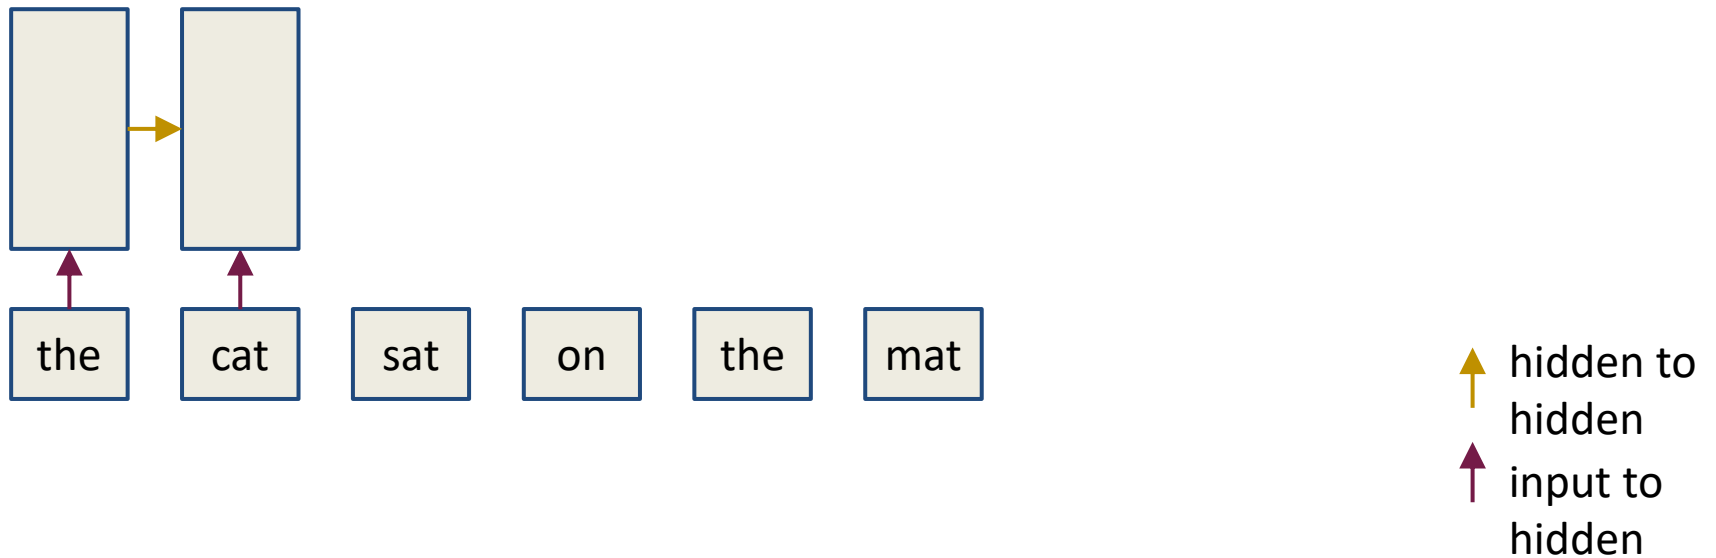 the cat sat on the mat
hidden to
hidden
input to
hidden